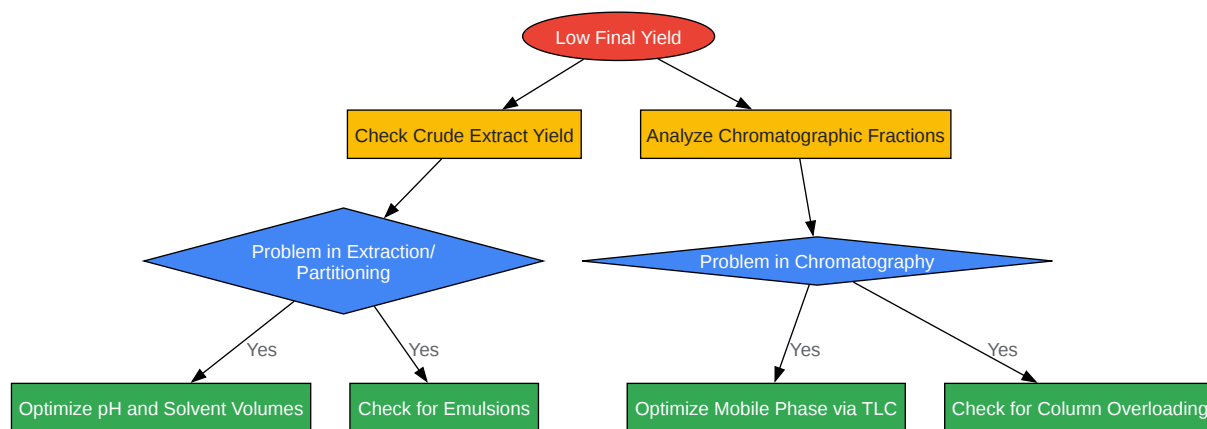 Low Final Yield
Check Crude Extract Yield
Analyze Chromatographic Fractions
Problem in Extraction/
Partitioning
Problem in Chromatography
Yes
Yes
Yes
Yes
Optimize pH and Solvent Volumes
Check for Emulsions
Optimize Mobile Phase via TLC
Check for Column Overloading